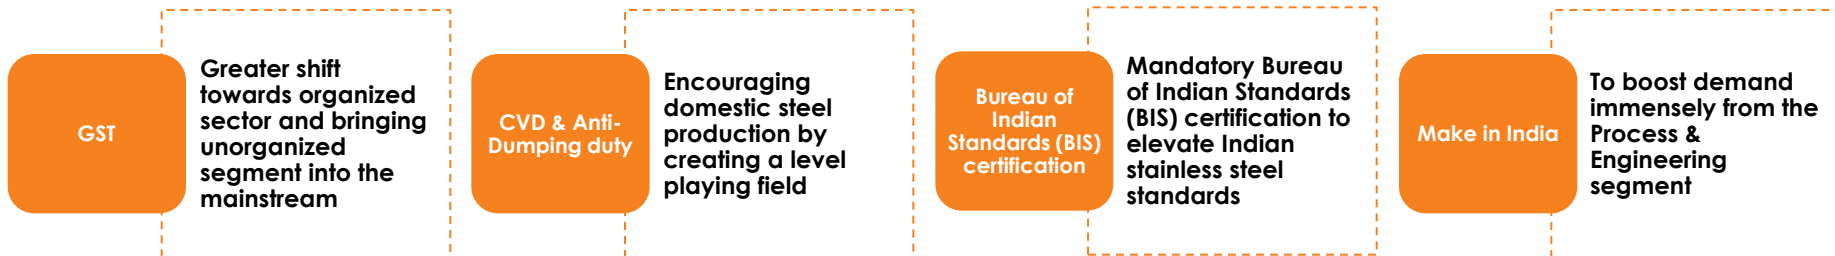 GST
Greater shift
towards organized
sector and bringing
unorganized
segment into the
mainstream
CVD & Anti-
Dumping duty
Encouraging
domestic steel
production by
creating a level
playing field
Bureau of
Indian
Standards (BIS)
certification
Mandatory Bureau
of Indian Standards
(BIS) certification to
elevate Indian
stainless steel
standards
Make in India
To boost demand
immensely from the
Process &
Engineering
segment